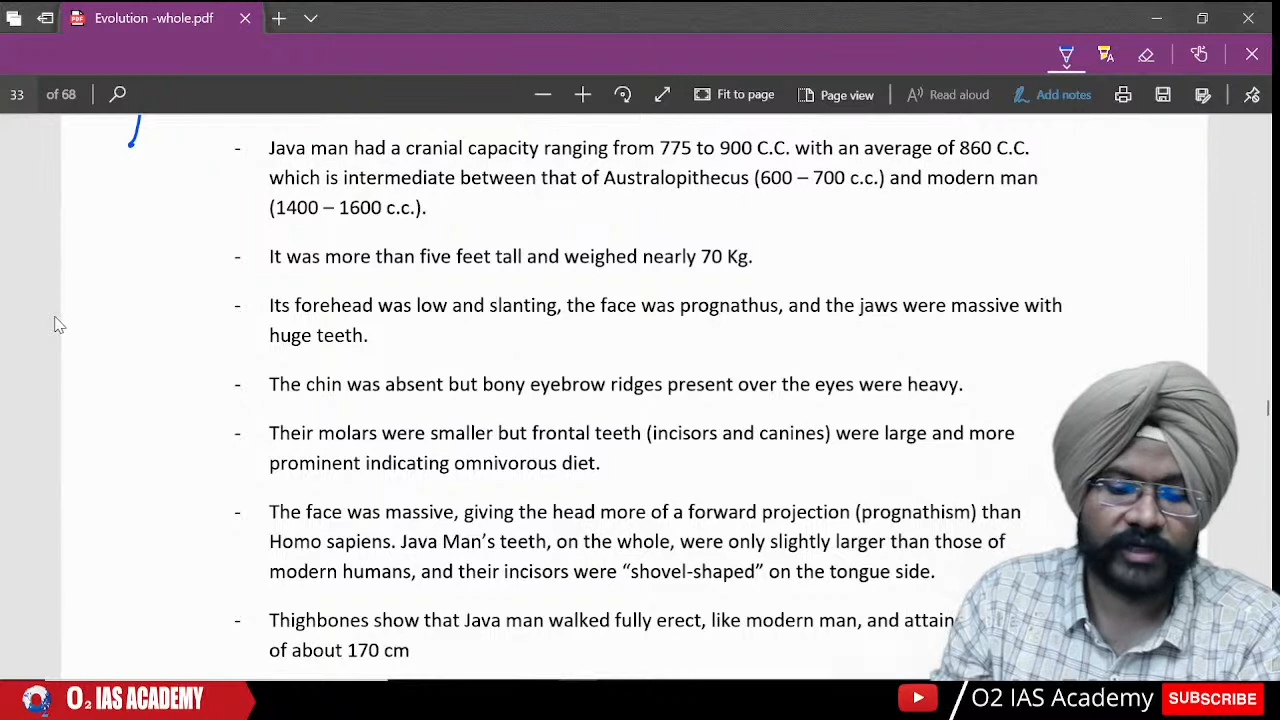 Evolution -whole.pdf
33 of 68
Fit to page
Page view
Read aloud
Add notes
- Java man had a cranial capacity ranging from 775 to 900 C.C. with an average of 860 C.C.
which is intermediate between that of Australopithecus (600 – 700 c.c.) and modern man
(1400 – 1600 c.c.).
- It was more than five feet tall and weighed nearly 70 Kg.
- Its forehead was low and slanting, the face was prognathus, and the jaws were massive with
huge teeth.
- The chin was absent but bony eyebrow ridges present over the eyes were heavy.
- Their molars were smaller but frontal teeth (incisors and canines) were large and more
prominent indicating omnivorous diet.
- The face was massive, giving the head more of a forward projection (prognathism) than
Homo sapiens. Java Man’s teeth, on the whole, were only slightly larger than those of
modern humans, and their incisors were “shovel-shaped” on the tongue side.
- Thighbones show that Java man walked fully erect, like modern man, and
of about 170 cm
O2 IAS ACADEMY
O2 IAS Academy
SUBSCRIBE